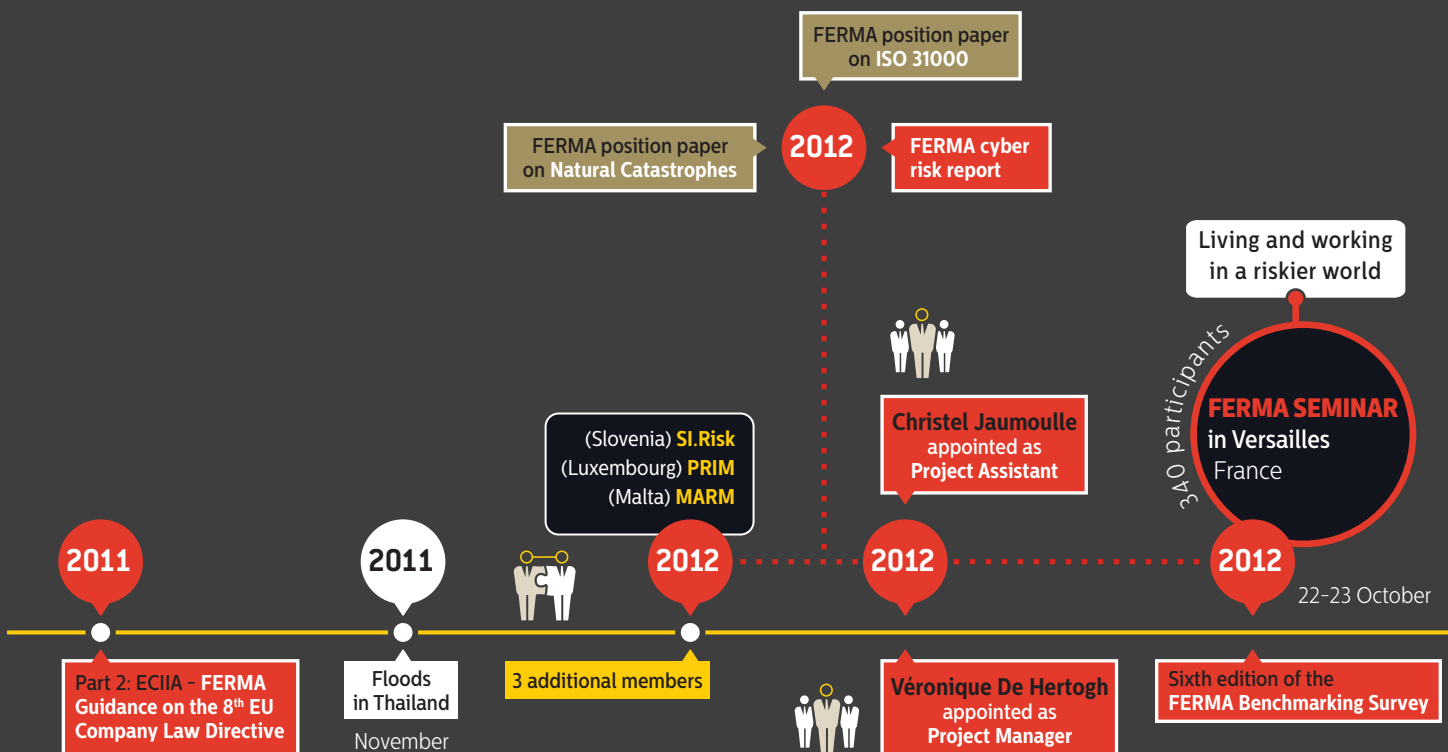 FERMA position paper
on ISO 31000
FERMA position paper
on Natural Catastrophes
2012
FERMA cyber
risk report
Living and working
in a riskier world
340 participants
FERMA SEMINAR
in Versailles
France
Christel Jaumoulle
appointed as
Project Assistant
(Slovenia) SI.Risk
(Luxembourg) PRIM
(Malta) MARM
2011
2011
2012
2012
2012
22-23 October
Part 2: ECIIA - FERMA
Guidance on the 8th EU
Company Law Directive
Floods
in Thailand
November
3 additional members
Véronique De Hertogh
appointed as
Project Manager
Sixth edition of the
FERMA Benchmarking Survey